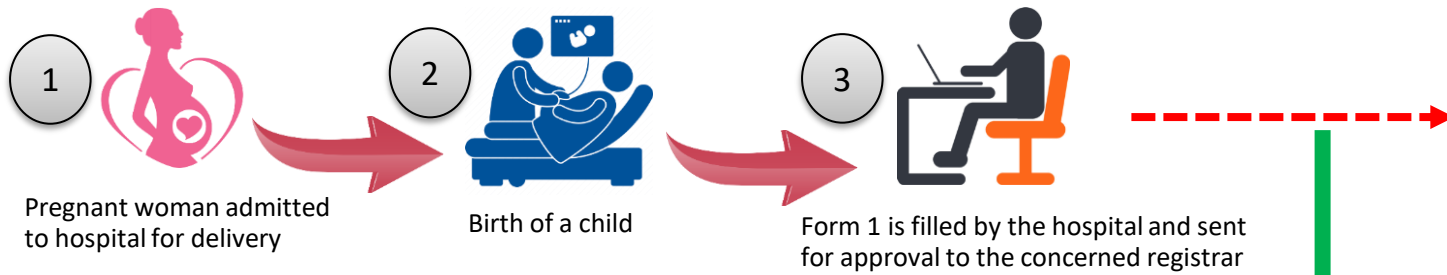 1
Pregnant woman admitted
to hospital for delivery
2
Birth of a child
3
Form 1 is filled by the hospital and sent
for approval to the concerned registrar